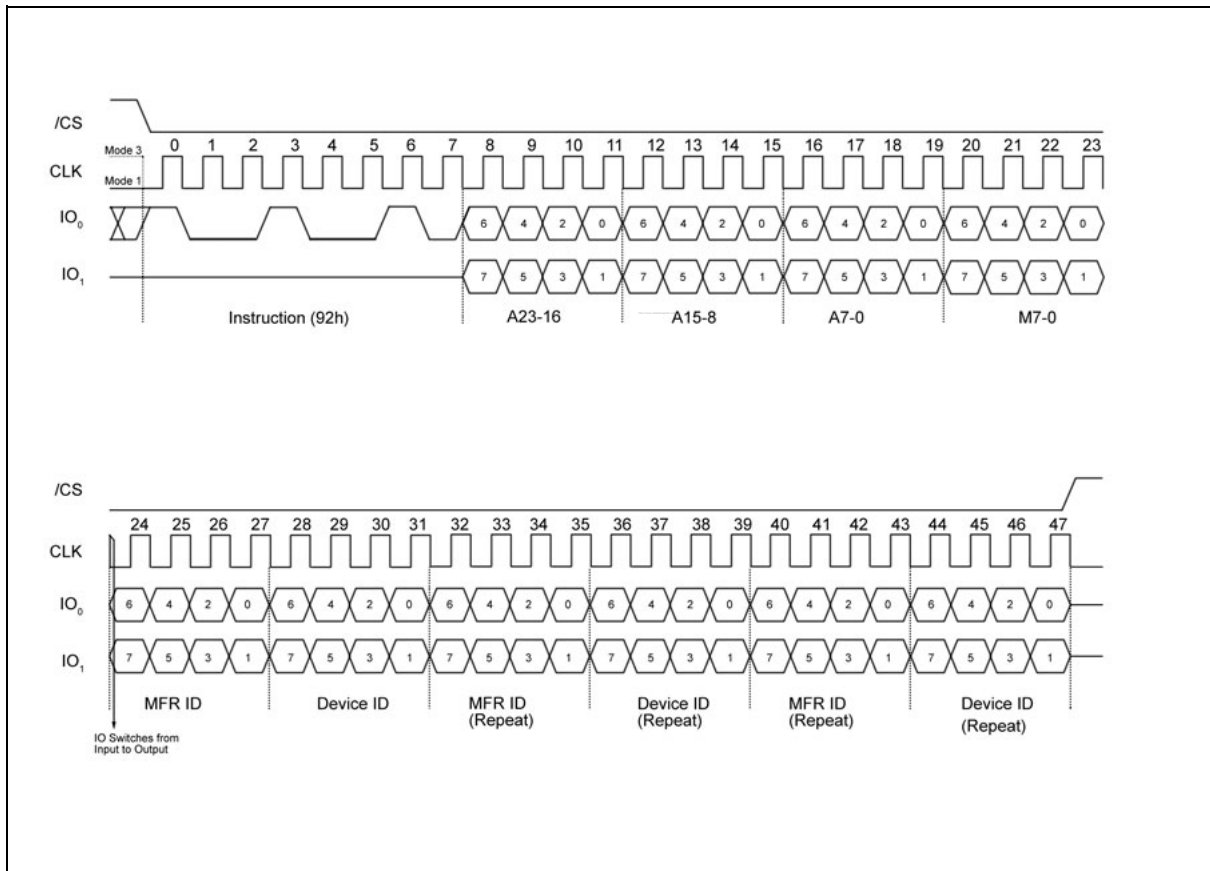 /CS
0 1 2 3 4 5 6 7 8 9 10 11 12 13 14 15 16 17 18 19 20 21 22 23
Mode 3
CLK
Mode 1
IO0 6 4 2 0 6 4 2 0 6 4 2 0 6 4 2 0
IO1 7 5 3 1 7 5 3 1 7 5 3 1 7 5 3 1
Instruction (92h) A23-16 A15-8 A7-0 M7-0
/CS
24 25 26 27 28 29 30 31 32 33 34 35 36 37 38 39 40 41 42 43 44 45 46 47
CLK
IO0 6 4 2 0 6 4 2 0 6 4 2 0 6 4 2 0 6 4 2 0 6 4 2 0
IO1 7 5 3 1 7 5 3 1 7 5 3 1 7 5 3 1 7 5 3 1 7 5 3 1
MFR ID Device ID MFR ID Device ID MFR ID Device ID
(Repeat) (Repeat) (Repeat) (Repeat)
IO Switches from
Input to Output